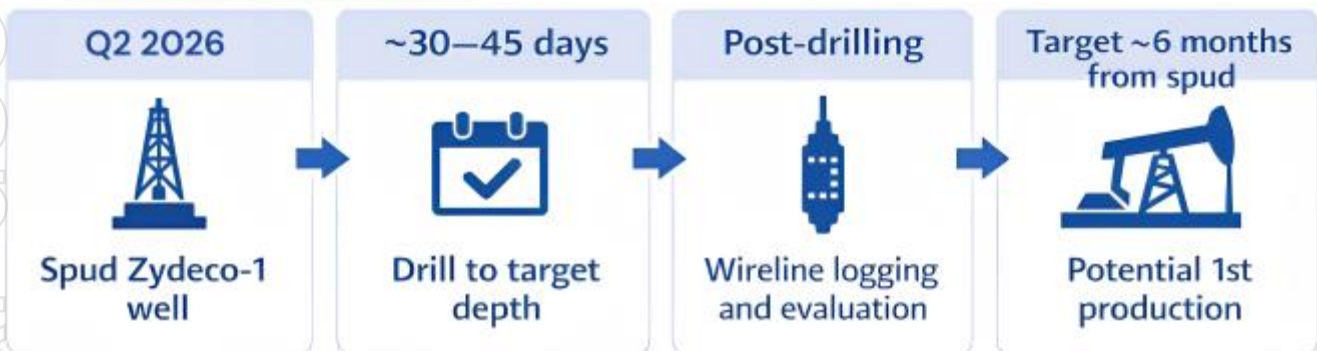 Q2 2026
Spud Zydeco-1
well
~30—45 days
Drill to target
depth
Post-drilling
Wireline logging
and evaluation
Target ~6 months
from spud
Potential 1st
production